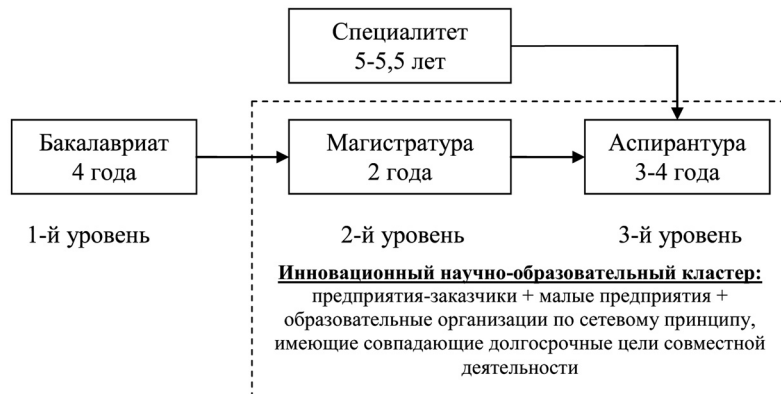 Специалитет
5-5,5 лет
Бакалавриат
4 года
Магистратура
2 года
Аспирантура
3-4 года
1-й уровень
2-й уровень
3-й уровень
Инновационный научно-образовательный кластер:
предприятия-заказчики + малые предприятия +
образовательные организации по сетевому принципу,
имеющие совпадающие долгосрочные цели совместной
деятельности